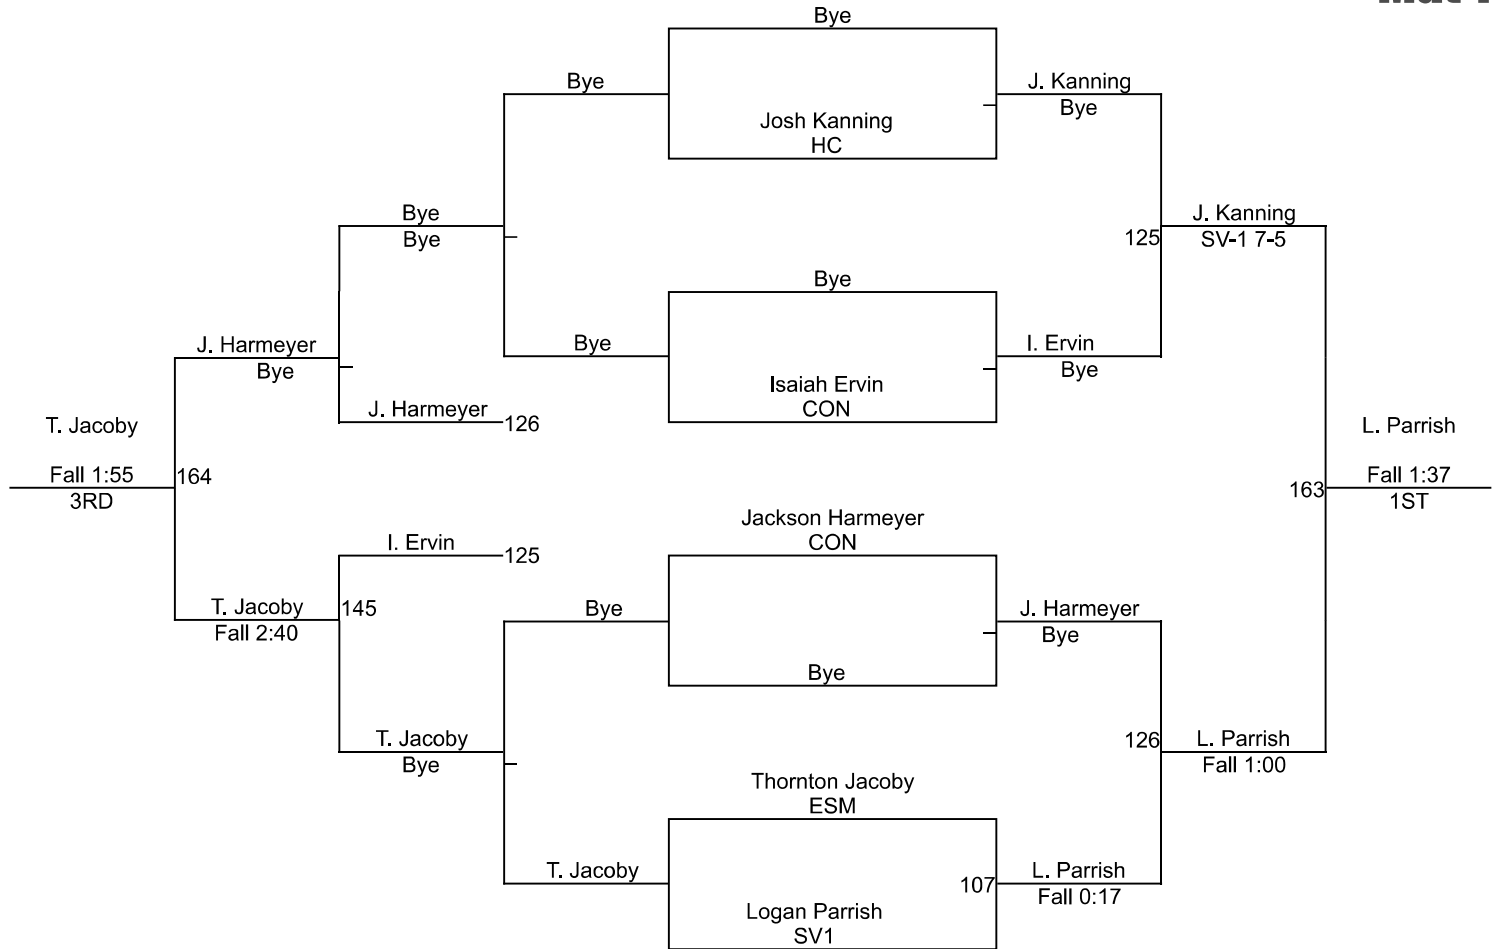 Bye
Bye
J. Kanning
Bye
Josh Kanning
HC
Bye
Bye
J. Kanning
SV-1 7-5
125
Bye
Bye
I. Ervin
Bye
J. Harmeyer
Bye
Isaiah Ervin
CON
J. Harmeyer
126
T. Jacoby
Fall 1:55
3RD
164
L. Parrish
Fall 1:37
1ST
163
Jackson Harmeyer
CON
I. Ervin
125
T. Jacoby
Fall 2:40
145
Bye
J. Harmeyer
Bye
Bye
T. Jacoby
Bye
126
L. Parrish
Fall 1:00
Thornton Jacoby
ESM
T. Jacoby
107
L. Parrish
Fall 0:17
Logan Parrish
SV1